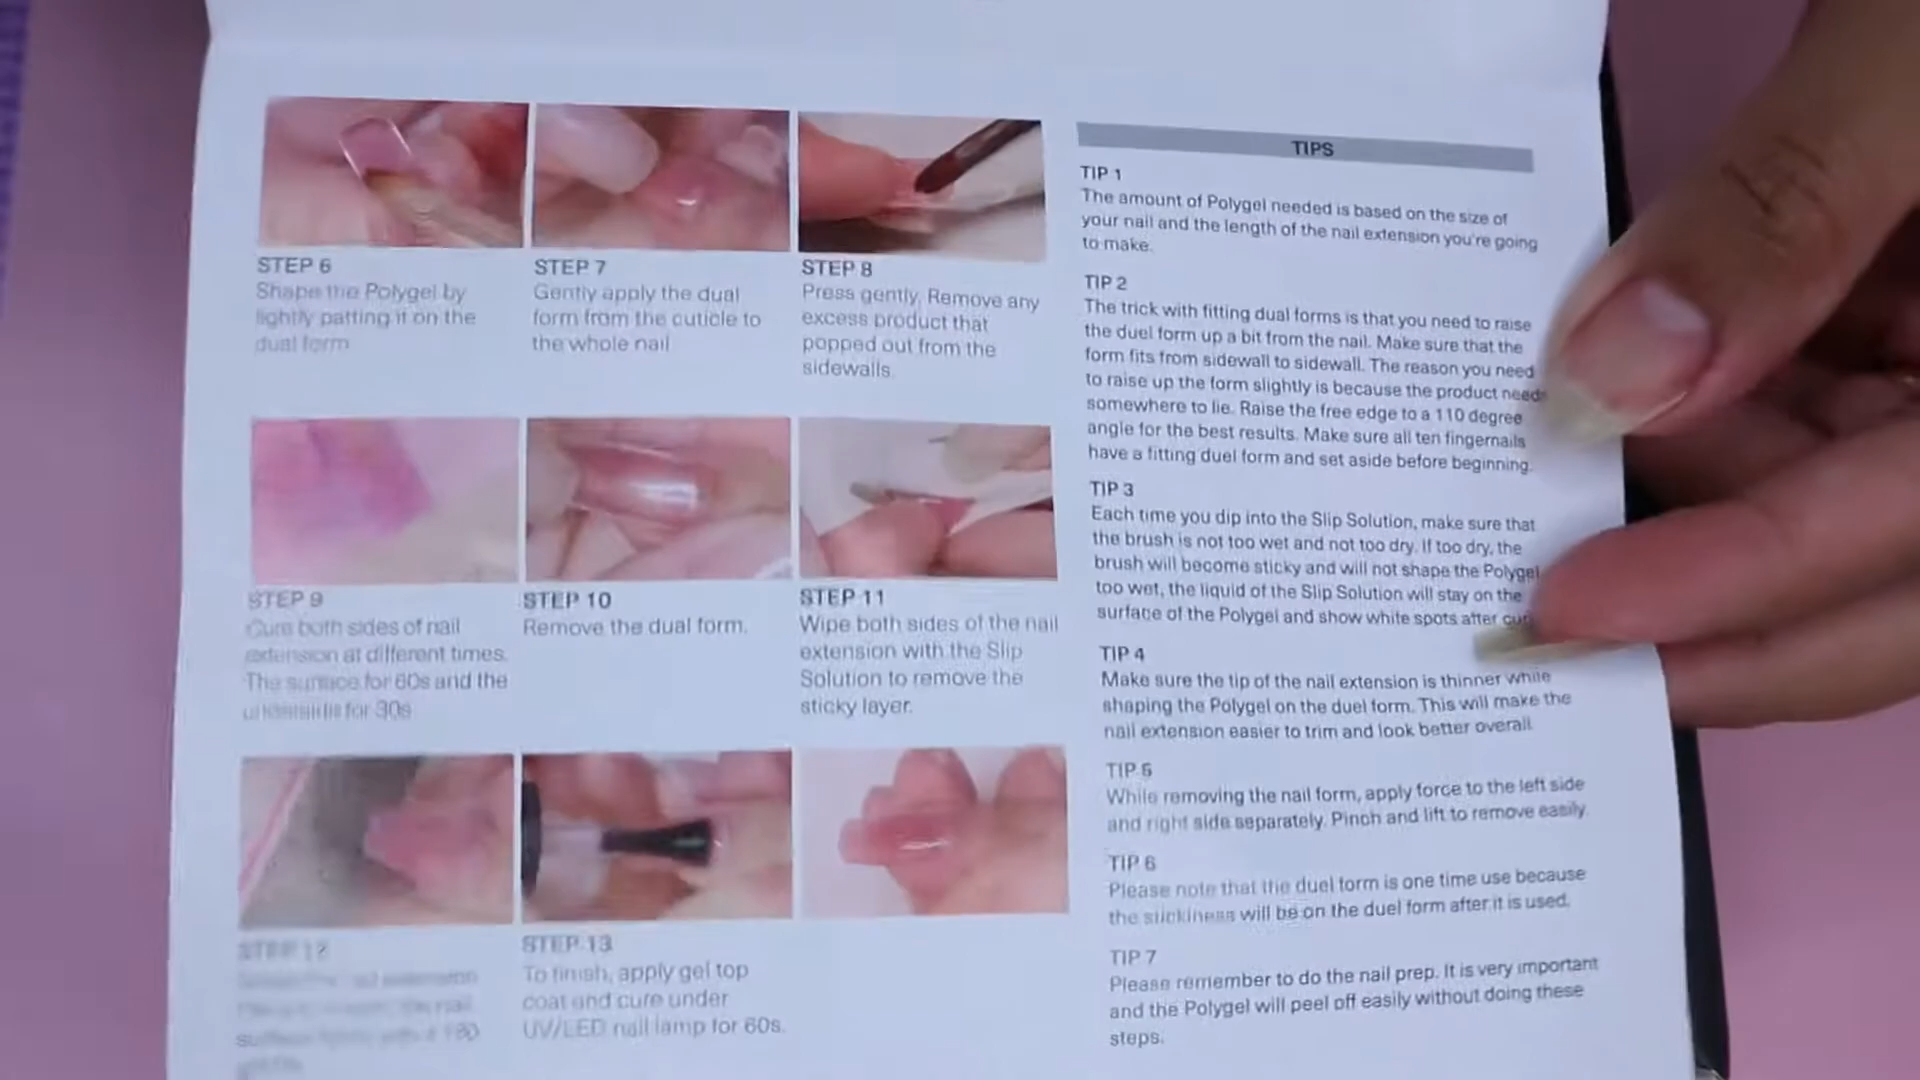 STEP 6
Shape the Polygel by
lightly patting it on the
dual form
STEP 7
Gently apply the dual
form from the cuticle to
the whole nail
STEP 8
Press gently. Remove any
excess product that
popped out from the
sidewalls.
STEP 9
Cure both sides of nail
extension at different times.
The surface for 60s and the
underside for 30s
STEP 10
Remove the dual form.
STEP 11
Wipe both sides of the nail
extension with the Slip
Solution to remove the
sticky layer.
STEP 12
STEP 13
To finish, apply gel top
coat and cure under
UV/LED nail lamp for 60s.
TIPS
TIP 1
The amount of Polygel needed is based on the size of
your nail and the length of the nail extension you're going
to make.
TIP 2
The trick with fitting dual forms is that you need to raise
the duel form up a bit from the nail. Make sure that the
form fits from sidewall to sidewall. The reason you need
to raise up the form slightly is because the product needs
somewhere to lie. Raise the free edge to a 110 degree
angle for the best results. Make sure all ten fingernails
have a fitting duel form and set aside before beginning.
TIP 3
Each time you dip into the Slip Solution, make sure that
the brush is not too wet and not too dry. If too dry, the
brush will become sticky and will not shape the Polygel
too wet, the liquid of the Slip Solution will stay on the
surface of the Polygel and show white spots after
TIP 4
Make sure the tip of the nail extension is thinner while
shaping the Polygel on the duel form. This will make the
nail extension easier to trim and look better overall.
TIP 5
While removing the nail form, apply force to the left side
and right side separately. Pinch and lift to remove easily.
TIP 6
Please note that the duel form is one time use because
the stickiness will be on the duel form after it is used.
TIP 7
Please remember to do the nail prep. It is very important
and the Polygel will peel off easily without doing these
steps.